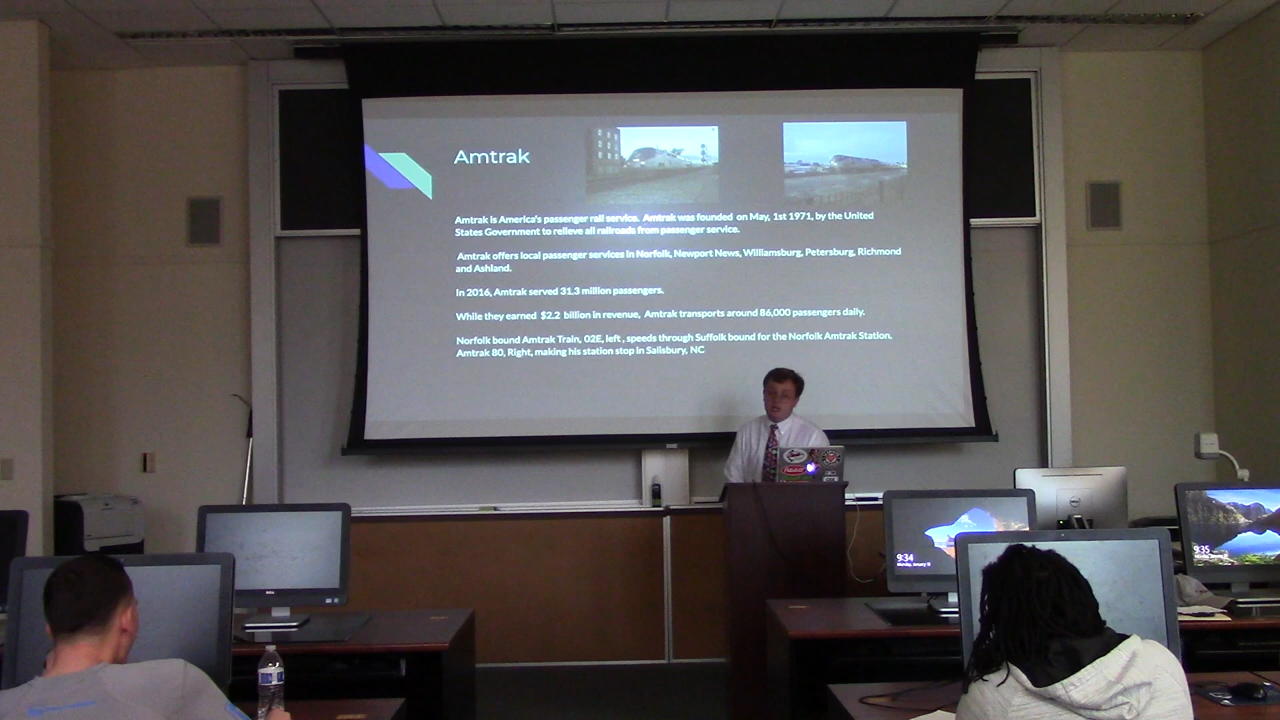 Amtrak
Amtrak is America's passenger rail service. Amtrak was founded on May, 1st 1971, by the United
States Government to relieve all railroads from passenger service.
Amtrak offers local passenger services in Norfolk, Newport News, Williamsburg, Petersburg, Richmond
and Ashland.
In 2016, Amtrak served 31.3 million passengers.
While they earned $2.2 billion in revenue, Amtrak transports around 86,000 passengers daily.
Norfolk bound Amtrak Train, 02E, left , speeds through Suffolk bound for the Norfolk Amtrak Station.
Amtrak 80, Right, making his station stop in Salisbury, NC
9:34
9:35
DELL